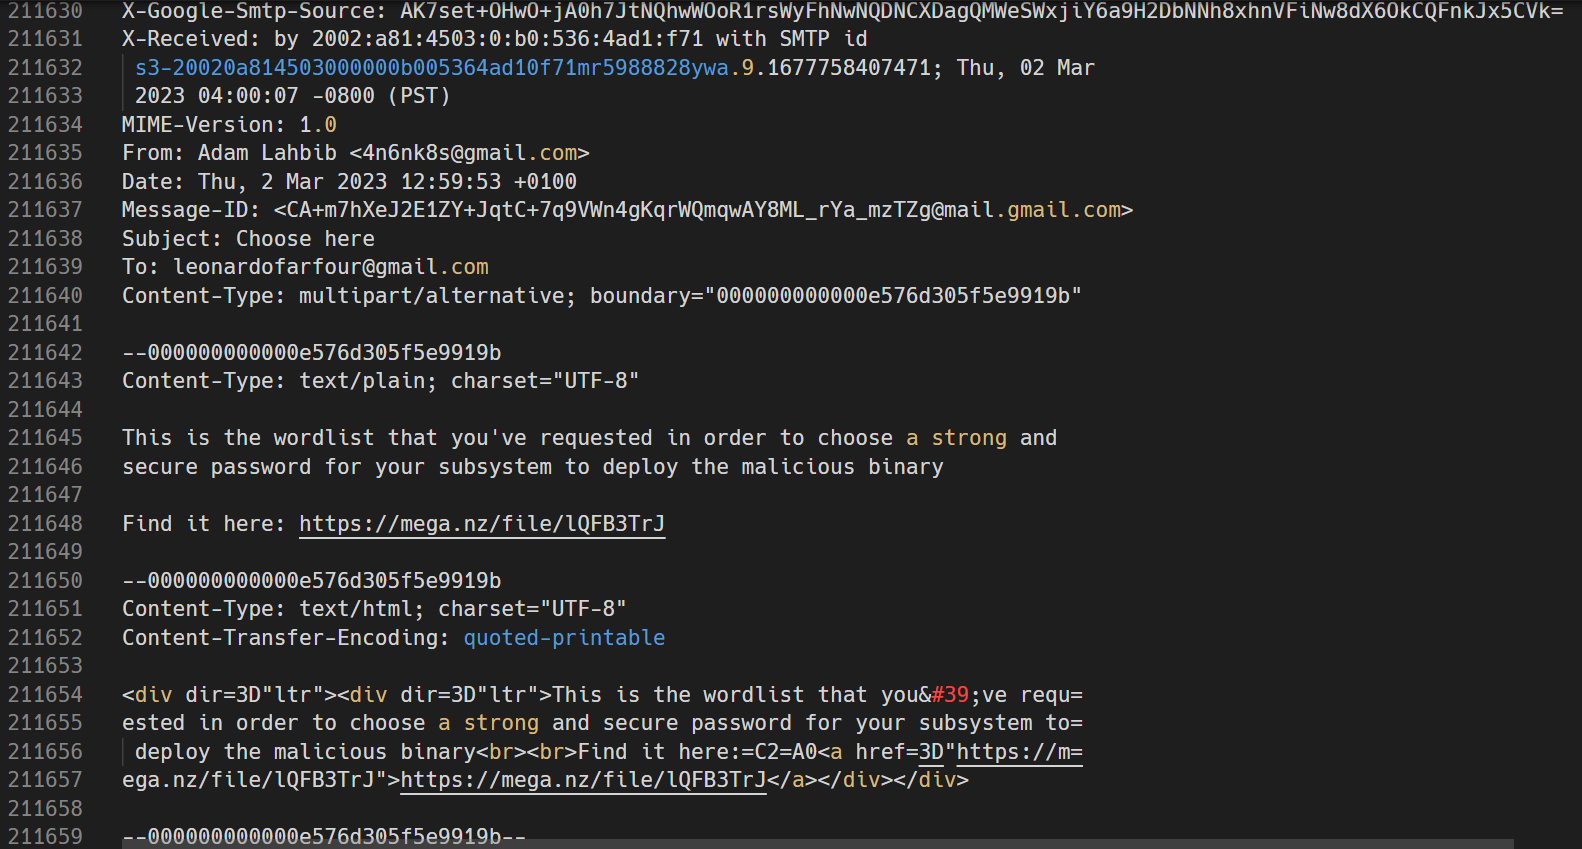 211630 X-Google-Smtp-Source: AK7set+OHwO+jA0h7JtNQhwWOoR1rsWyFhNwNQDNCXDagQMWeSWxjiY6a9H2DbNNh8xhnVFiNw8dX6OkCQFnkJx5CVk=
211631 X-Received: by 2002:a81:4503:0:b0:536:4ad1:f71 with SMTP id
211632 s3-20020a814503000000b005364ad10f71mr5988828ywa.9.1677758407471; Thu, 02 Mar
211633 2023 04:00:07 -0800 (PST)
211634 MIME-Version: 1.0
211635 From: Adam Lahbib <4n6nk8s@gmail.com>
211636 Date: Thu, 2 Mar 2023 12:59:53 +0100
211637 Message-ID: <CA+m7hXeJ2E1ZY+JqtC+7q9VWn4gKqrWQmqwAY8ML_rYa_mzTZg@mail.gmail.com>
211638 Subject: Choose here
211639 To: leonardofarfour@gmail.com
211640 Content-Type: multipart/alternative; boundary="000000000000e576d305f5e9919b"
211641
211642 --000000000000e576d305f5e9919b
211643 Content-Type: text/plain; charset="UTF-8"
211644
211645 This is the wordlist that you've requested in order to choose a strong and
211646 secure password for your subsystem to deploy the malicious binary
211647
211648 Find it here: https://mega.nz/file/lQFB3TrJ
211649
211650 --000000000000e576d305f5e9919b
211651 Content-Type: text/html; charset="UTF-8"
211652 Content-Transfer-Encoding: quoted-printable
211653
211654 <div dir=3D"ltr"><div dir=3D"ltr">This is the wordlist that you&#39;ve requ=
211655 ested in order to choose a strong and secure password for your subsystem to=
211656 deploy the malicious binary<br><br>Find it here:=C2=A0<a href=3D"https://m=
211657 ega.nz/file/lQFB3TrJ">https://mega.nz/file/lQFB3TrJ</a></div></div>
211658
211659 --000000000000e576d305f5e9919b--